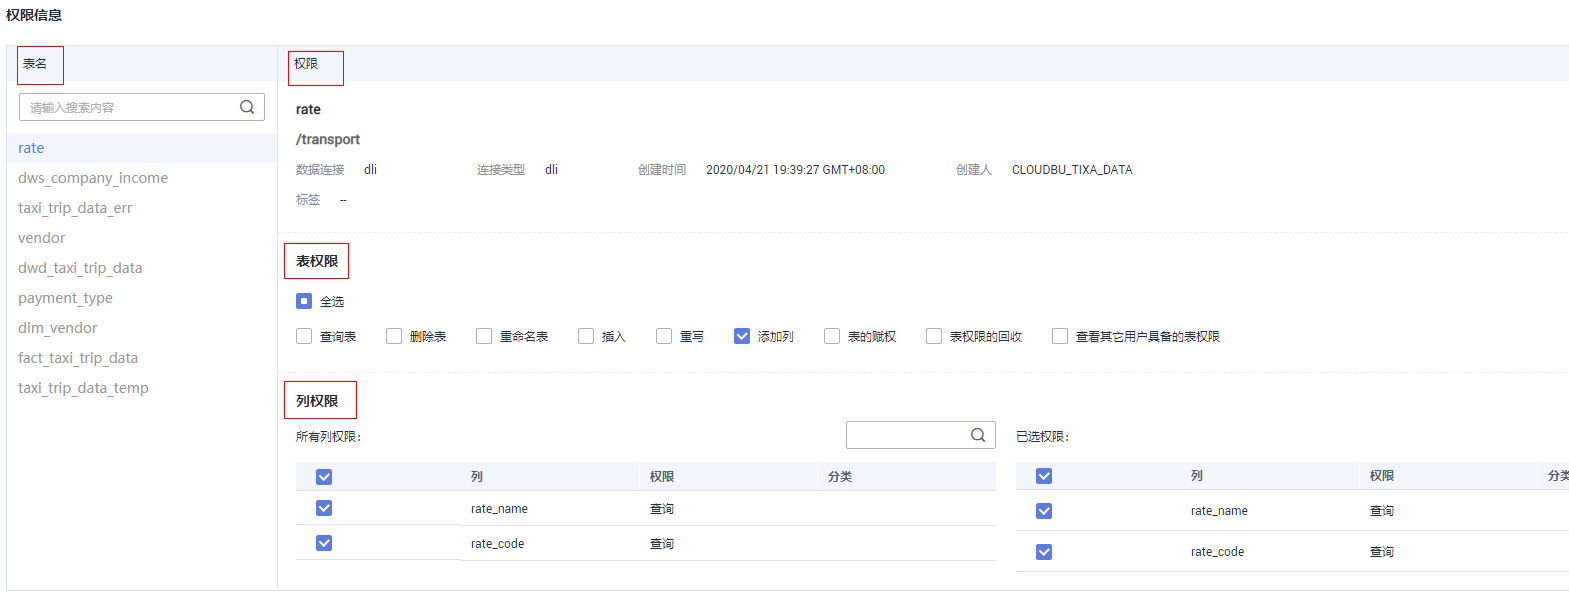 权限信息
表名
请输入搜索内容
rate
dws_company_income
taxi_trip_data_err
vendor
dwd_taxi_trip_data
payment_type
dim_vendor
fact_taxi_trip_data
taxi_trip_data_temp
权限
rate
/transport
数据连接 dli 连接类型 dli 创建时间 2020/04/21 19:39:27 GMT+08:00 创建人 CLOUDBU_TIXA_DATA
标签 --
表权限
全选
查询表 删除表 重命名表 插入 重写 添加列 表的赋权 表权限的回收 查看其它用户具备的表权限
列权限
所有列权限:
列 权限 分类
rate_name 查询
rate_code 查询
已选权限:
列 权限 分类
rate_name 查询
rate_code 查询